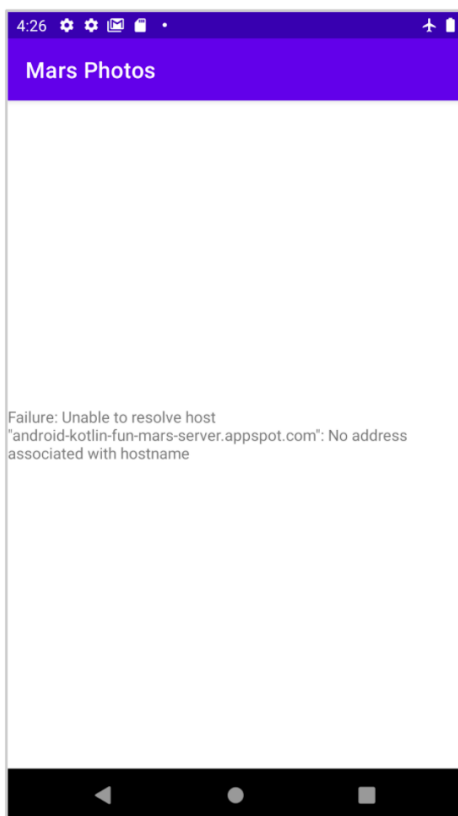 4:26
Mars Photos
Failure: Unable to resolve host
"android-kotlin-fun-mars-server.appspot.com": No address
associated with hostname